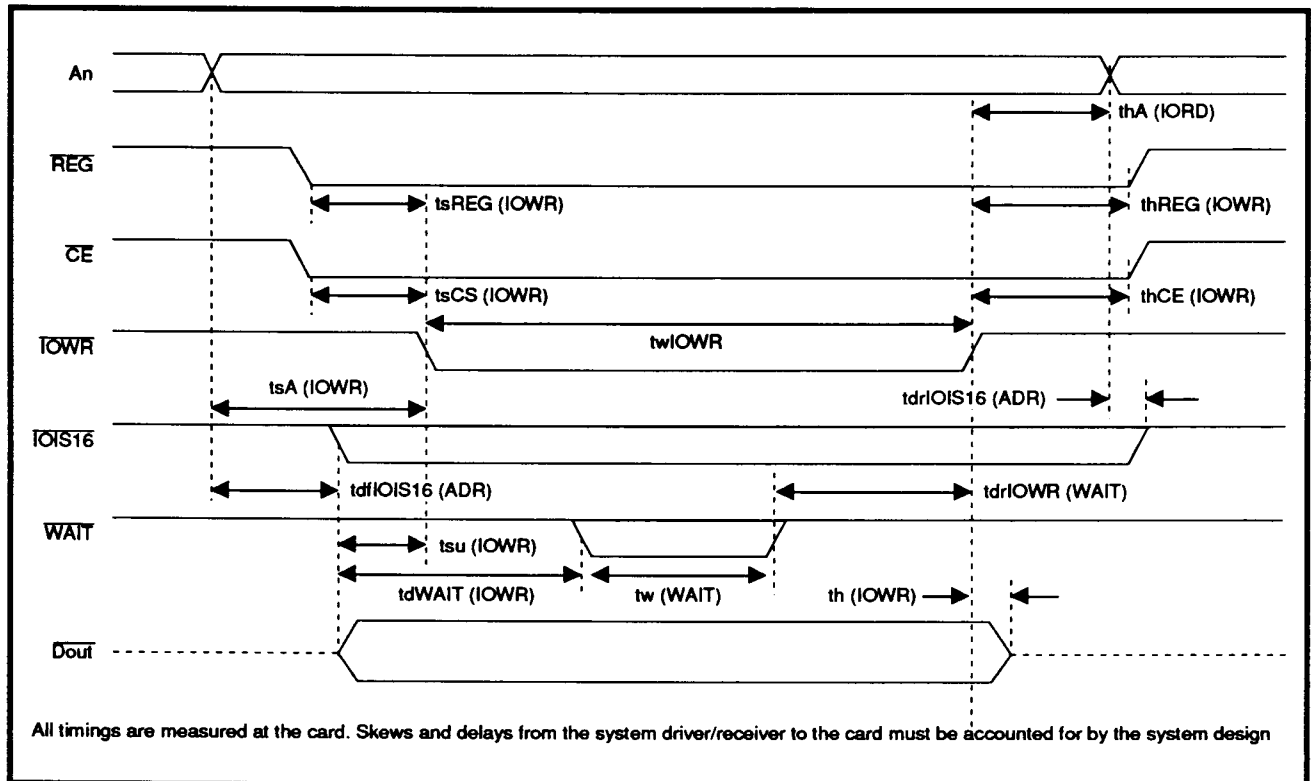 An
thA (IORD)
REG
tsREG (IOWR)
thREG (IOWR)
CE
tsCS (IOWR)
thCE (IOWR)
IOWR
twIOWR
tsA (IOWR)
tdrIOIS16 (ADR)
IOIS16
tdfIOIS16 (ADR)
tdrIOWR (WAIT)
WAIT
tsu (IOWR)
tdWAIT (IOWR)
tw (WAIT)
th (IOWR)
Dout
All timings are measured at the card. Skews and delays from the system driver/receiver to the card must be accounted for by the system design